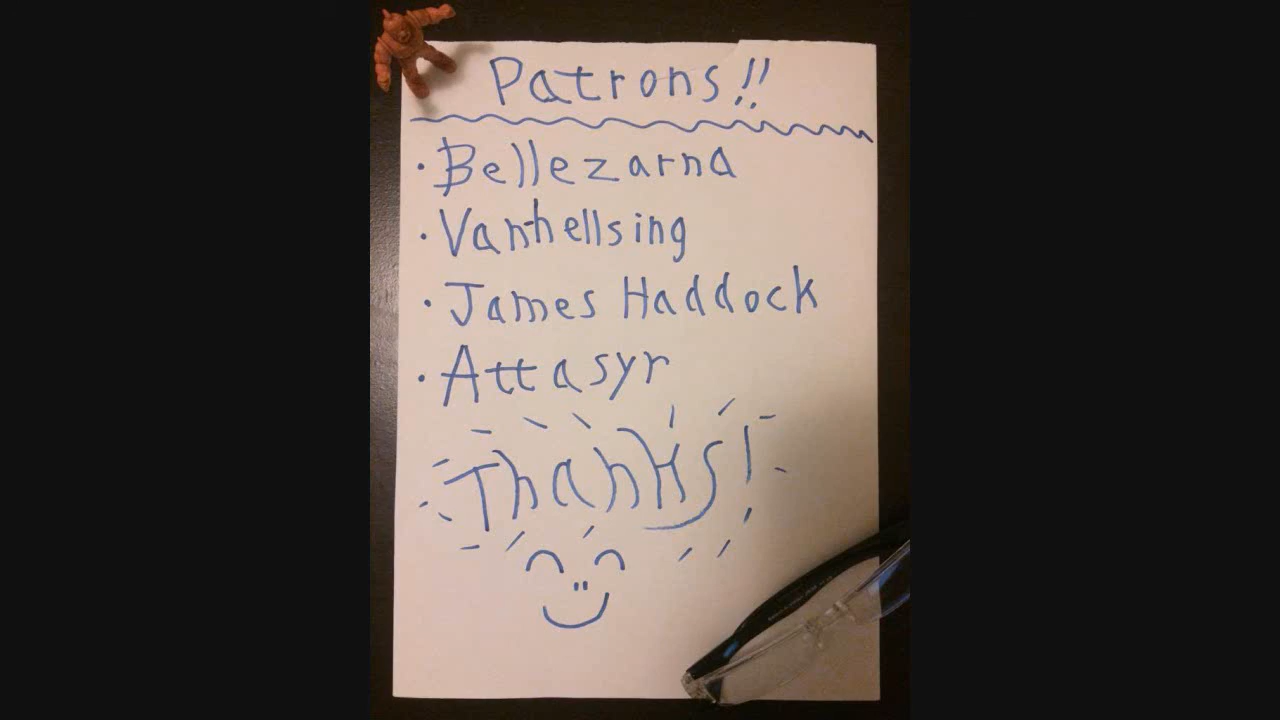 Patrons!!
· Bellezarna
· Vanhellsing
· James Haddock
· Attasyr
Thanks!